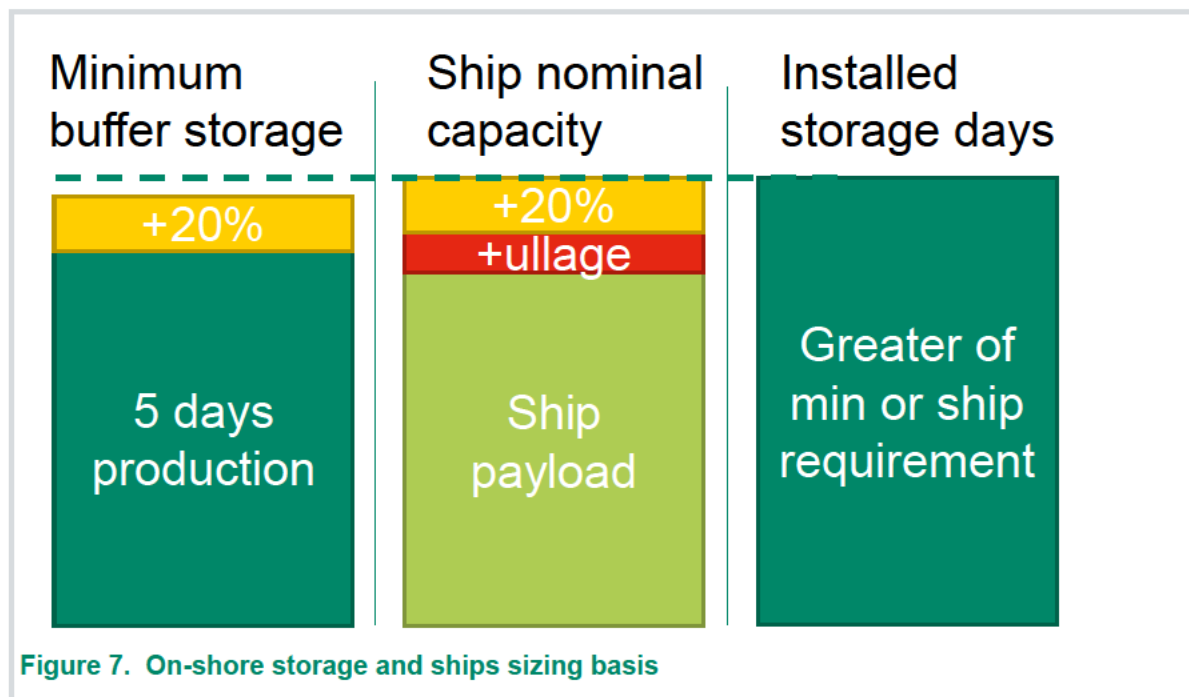 Minimum
buffer storage
+20%
5 days
production
Ship nominal
capacity
+20%
+ullage
Ship
payload
Installed
storage days
Greater of
min or ship
requirement
Figure 7. On-shore storage and ships sizing basis